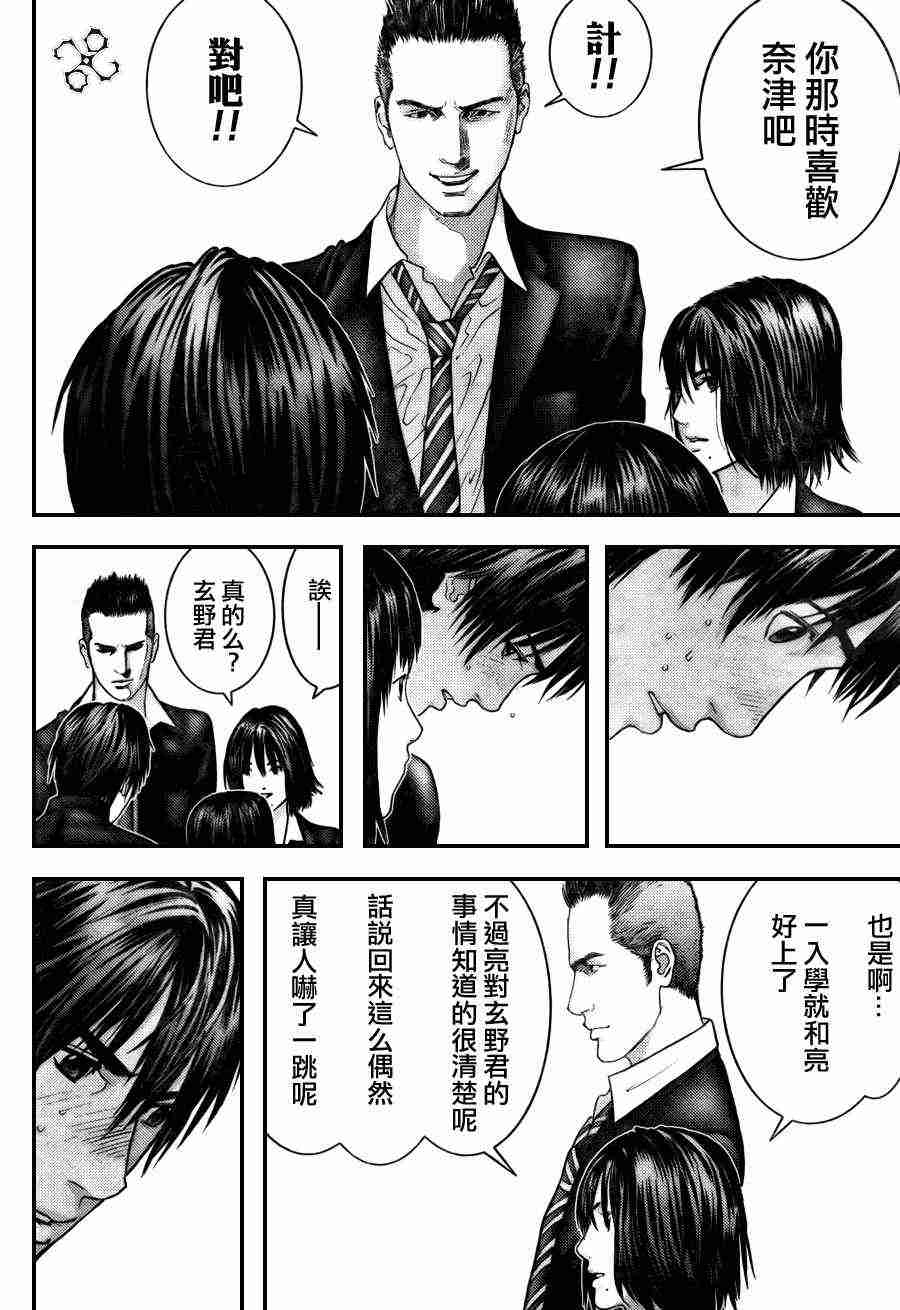 你那時喜歡
奈津吧
計!!
對吧!!
誒——
真的么?
玄野君
也是啊…
一入學就和亮
好上了
不過亮對玄野君的
事情知道的很清楚呢
話説回來這么偶然
真讓人嚇了一跳呢